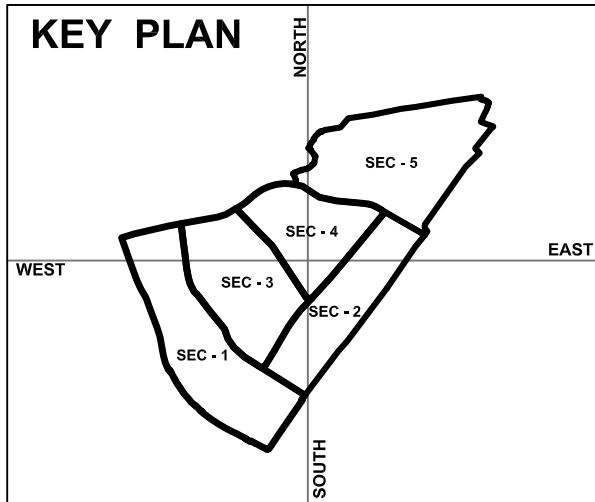 KEY PLAN
NORTH
SEC - 5
SEC - 4
EAST
WEST
SEC - 3
SEC - 2
SEC - 1
SOUTH